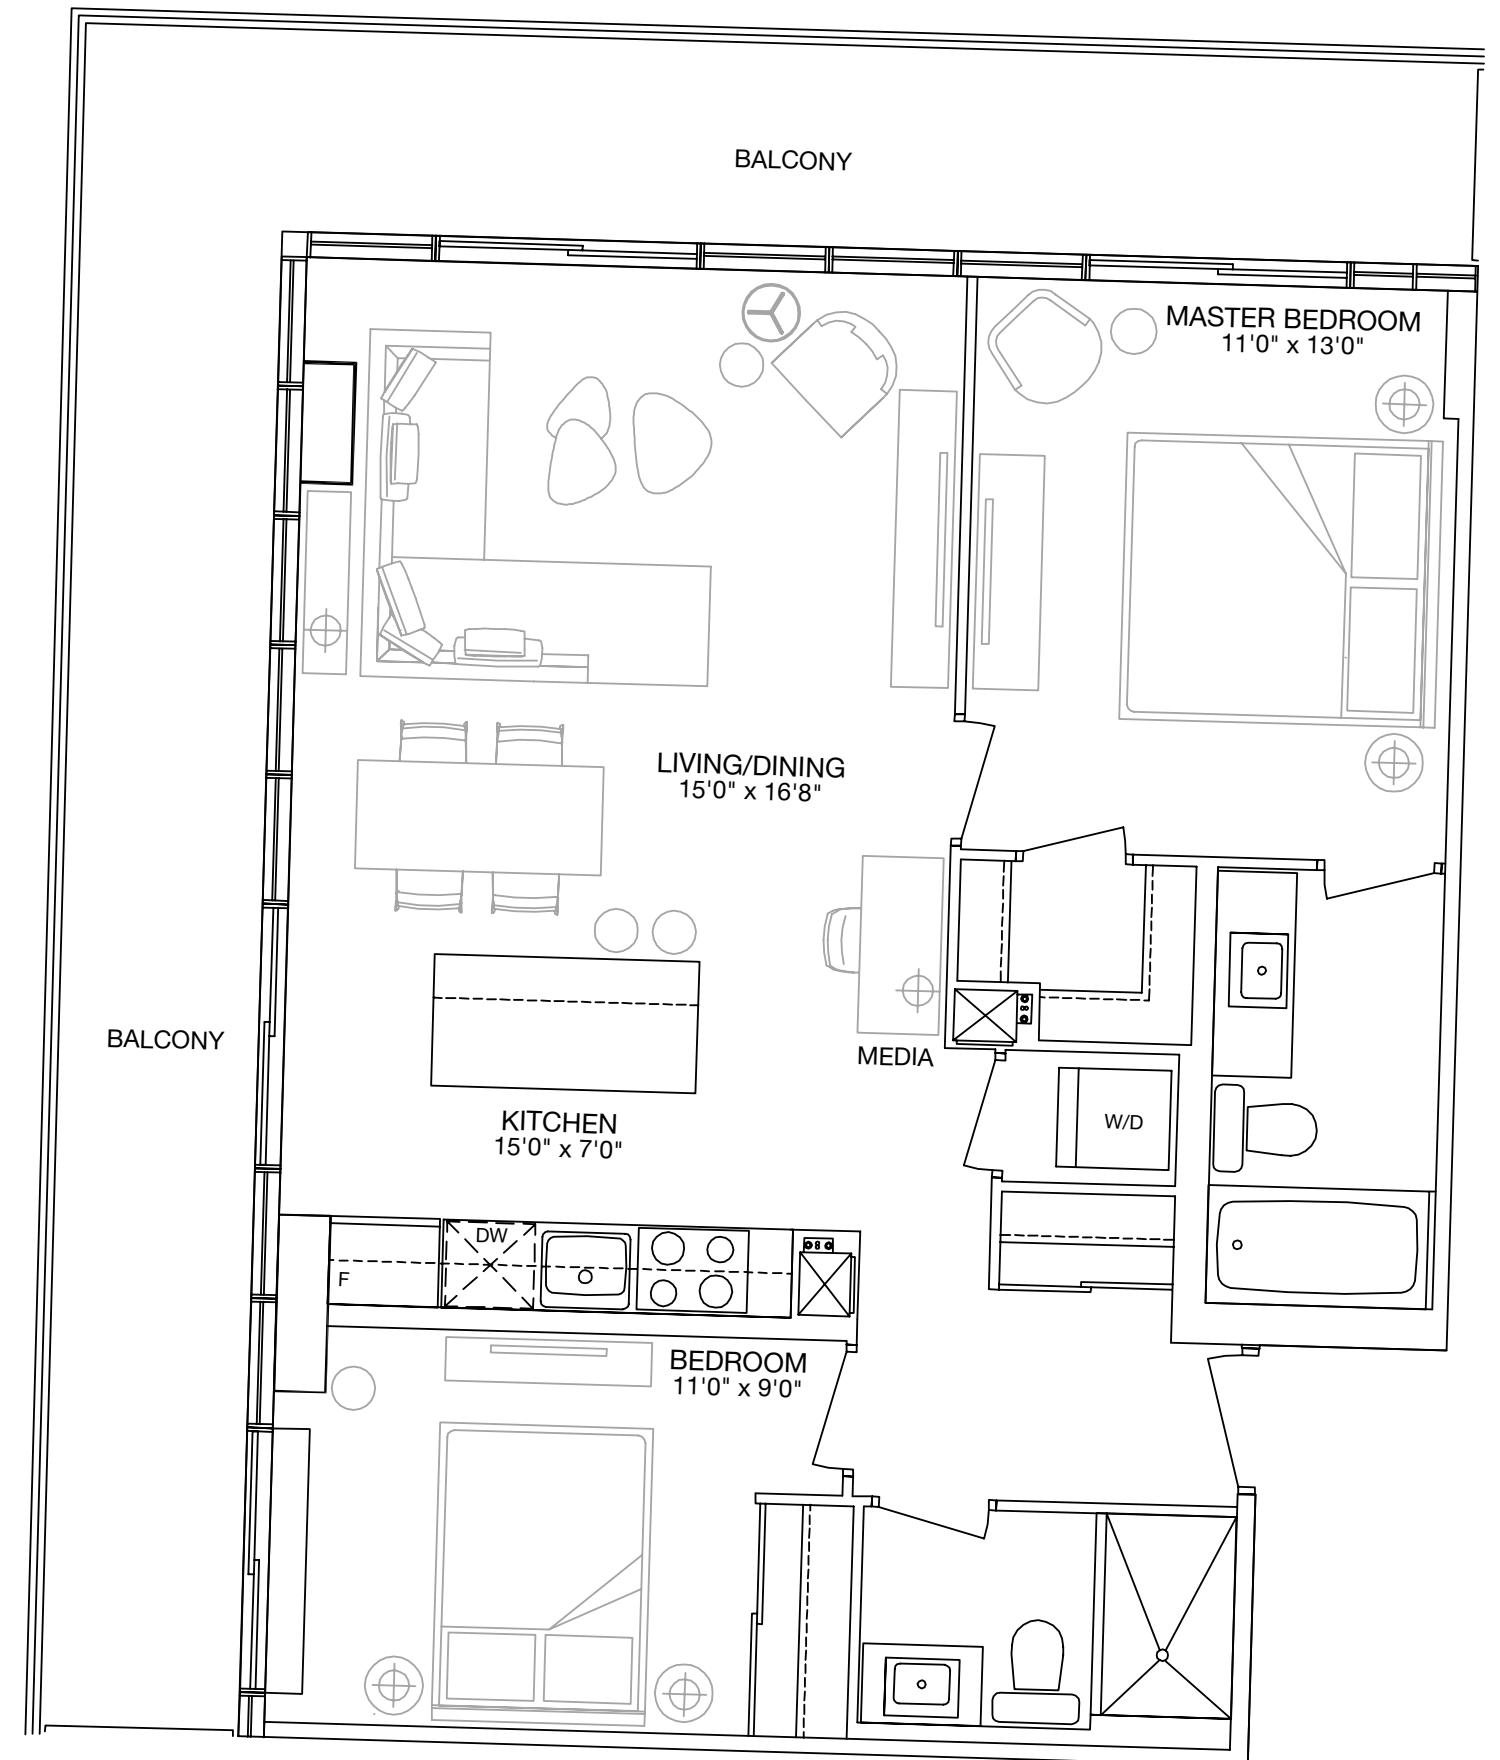 BALCONY
MASTER BEDROOM
11'0" x 13'0"
LIVING/DINING
15'0" x 16'8"
BALCONY
MEDIA
KITCHEN
15'0" x 7'0"
W/D
DW
F
BEDROOM
11'0" x 9'0"